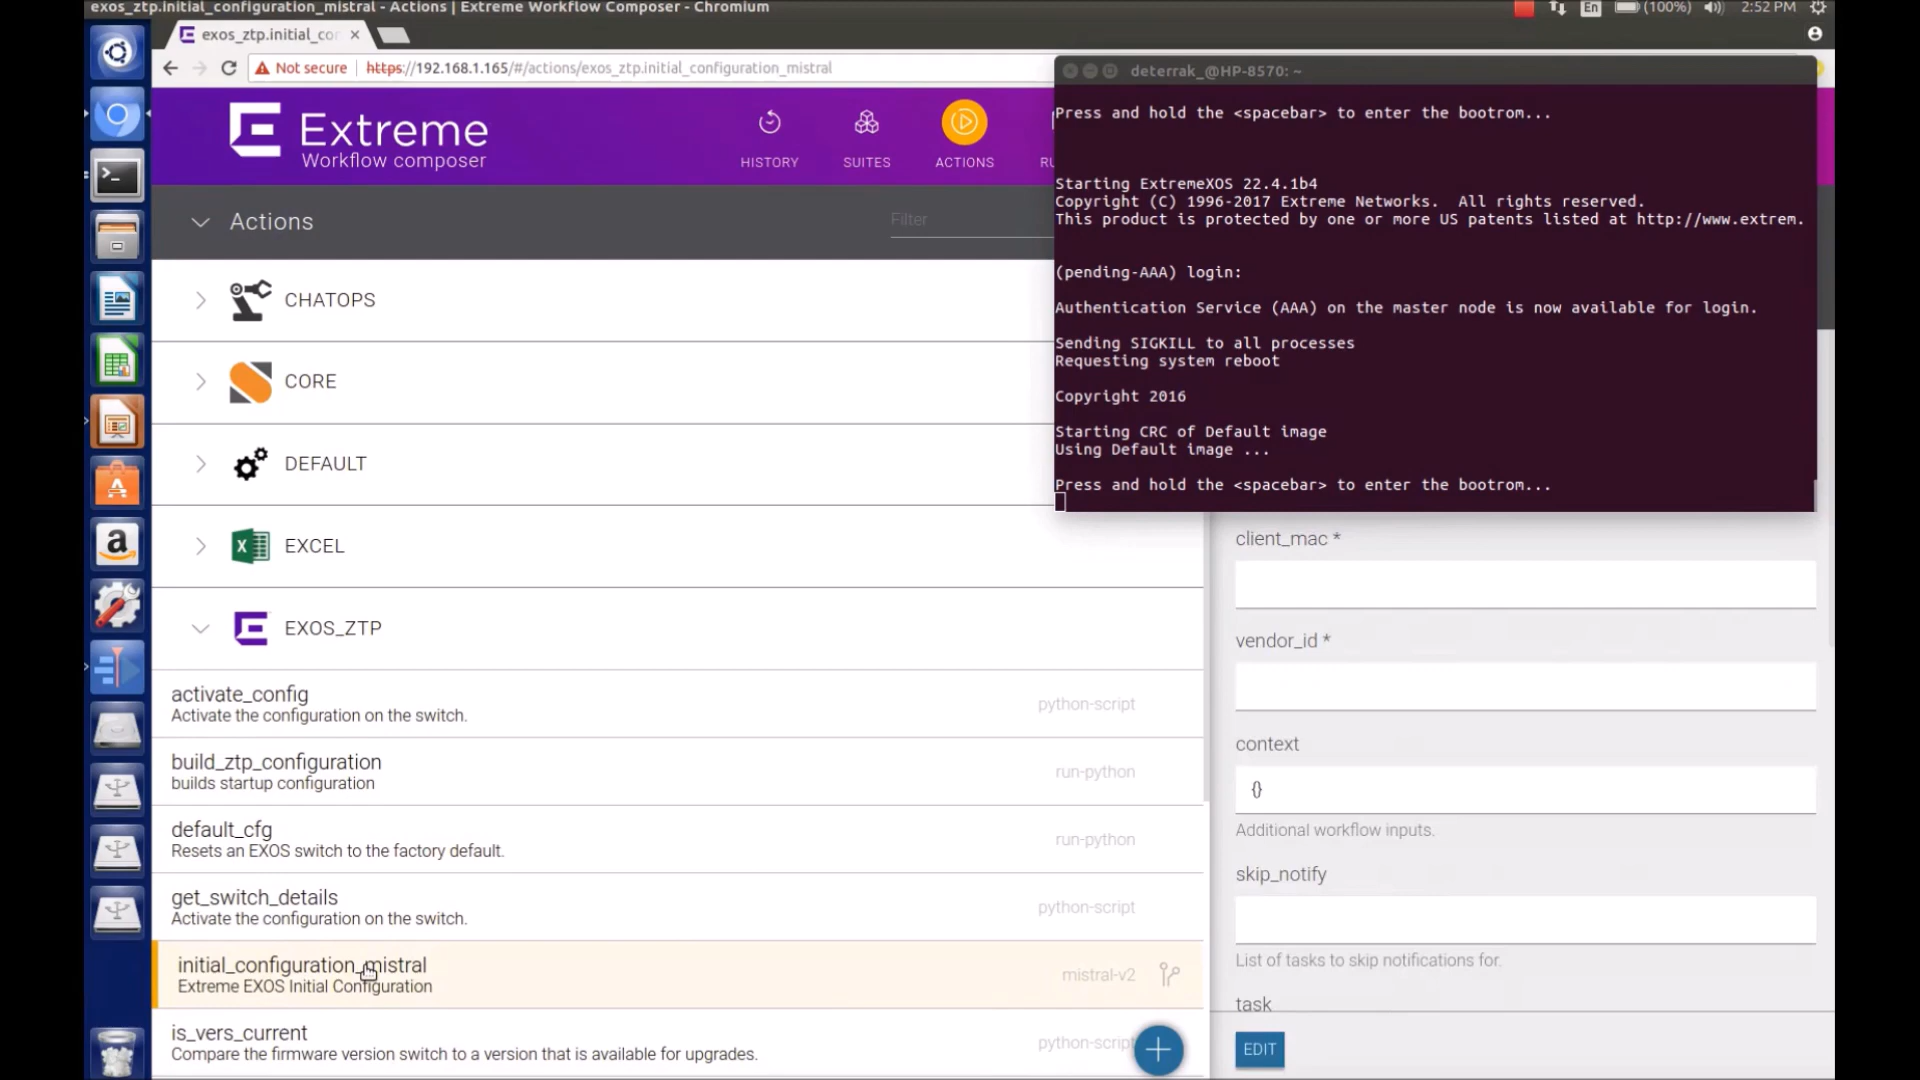 exos_ztp.initial_configuration_mistral - Actions | Extreme Workflow Composer - Chromium
En
(100%)
2:52 PM
exos_ztp.initial_co
Not secure
https://192.168.1.165/#/actions/exos_ztp.initial_configuration_mistral
Extreme
Workflow composer
HISTORY
SUITES
ACTIONS
RU
Actions
Filter
CHATOPS
CORE
DEFAULT
EXCEL
EXOS_ZTP
activate_config
Activate the configuration on the switch.
python-script
build_ztp_configuration
builds startup configuration
run-python
default_cfg
Resets an EXOS switch to the factory default.
run-python
get_switch_details
Activate the configuration on the switch.
python-script
initial_configuration_mistral
Extreme EXOS Initial Configuration
mistral-v2
is_vers_current
Compare the firmware version switch to a version that is available for upgrades.
python-script
deterrak_@HP-8570: ~
Press and hold the <spacebar> to enter the bootrom...
Starting ExtremeXOS 22.4.1b4
Copyright (C) 1996-2017 Extreme Networks.  All rights reserved.
This product is protected by one or more US patents listed at http://www.extrem.
(pending-AAA) login:
Authentication Service (AAA) on the master node is now available for login.
Sending SIGKILL to all processes
Requesting system reboot
Copyright 2016
Starting CRC of Default image
Using Default image ...
Press and hold the <spacebar> to enter the bootrom...
client_mac *
vendor_id *
context
{}
Additional workflow inputs.
skip_notify
List of tasks to skip notifications for.
task
EDIT